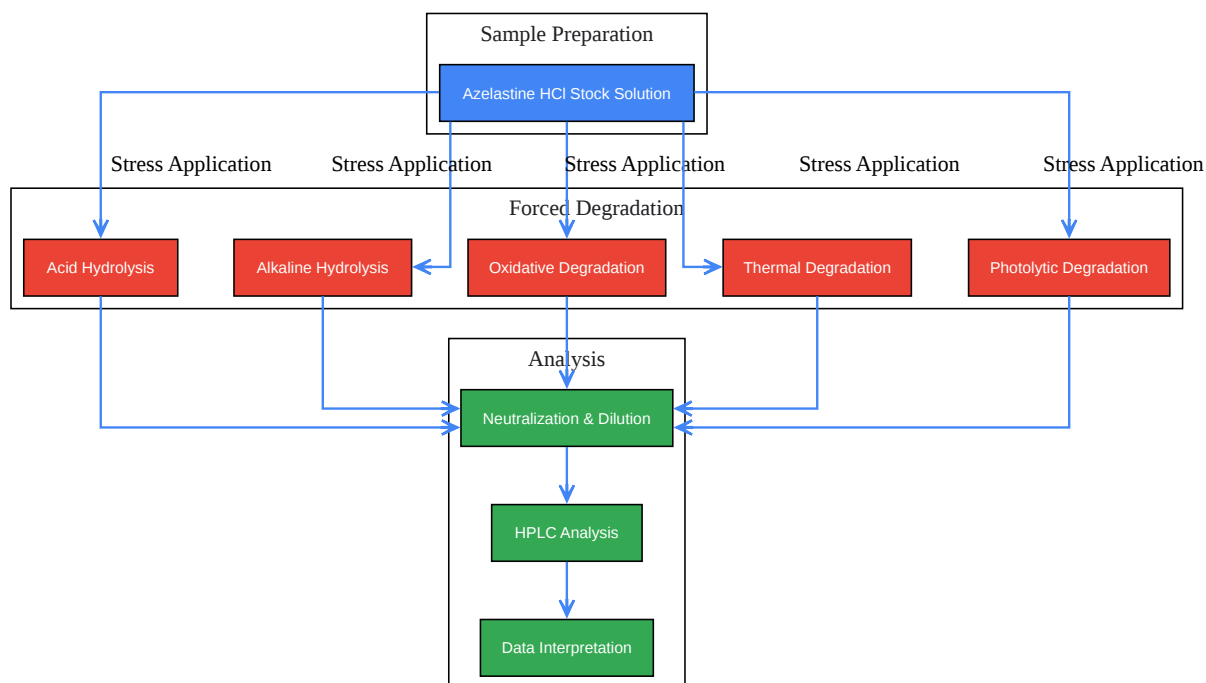 Sample Preparation
Azelastine HCl Stock Solution
Stress Application
Stress Application
Stress Application
Stress Application
Stress Application
Forced Degradation
Acid Hydrolysis
Alkaline Hydrolysis
Oxidative Degradation
Thermal Degradation
Photolytic Degradation
Analysis
Neutralization & Dilution
HPLC Analysis
Data Interpretation